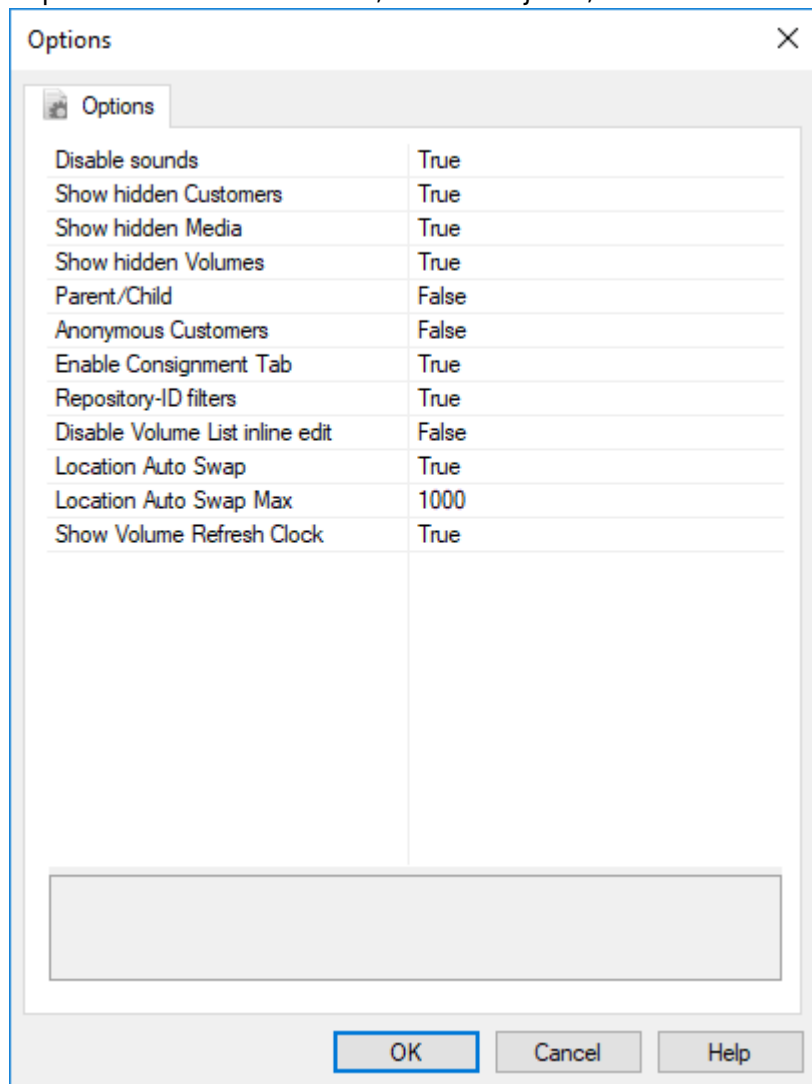 Options
Options
Disable sounds True
Show hidden Customers True
Show hidden Media True
Show hidden Volumes True
Parent/Child False
Anonymous Customers False
Enable Consignment Tab True
Repository-ID filters True
Disable Volume List inline edit False
Location Auto Swap True
Location Auto Swap Max 1000
Show Volume Refresh Clock True
OK Cancel Help